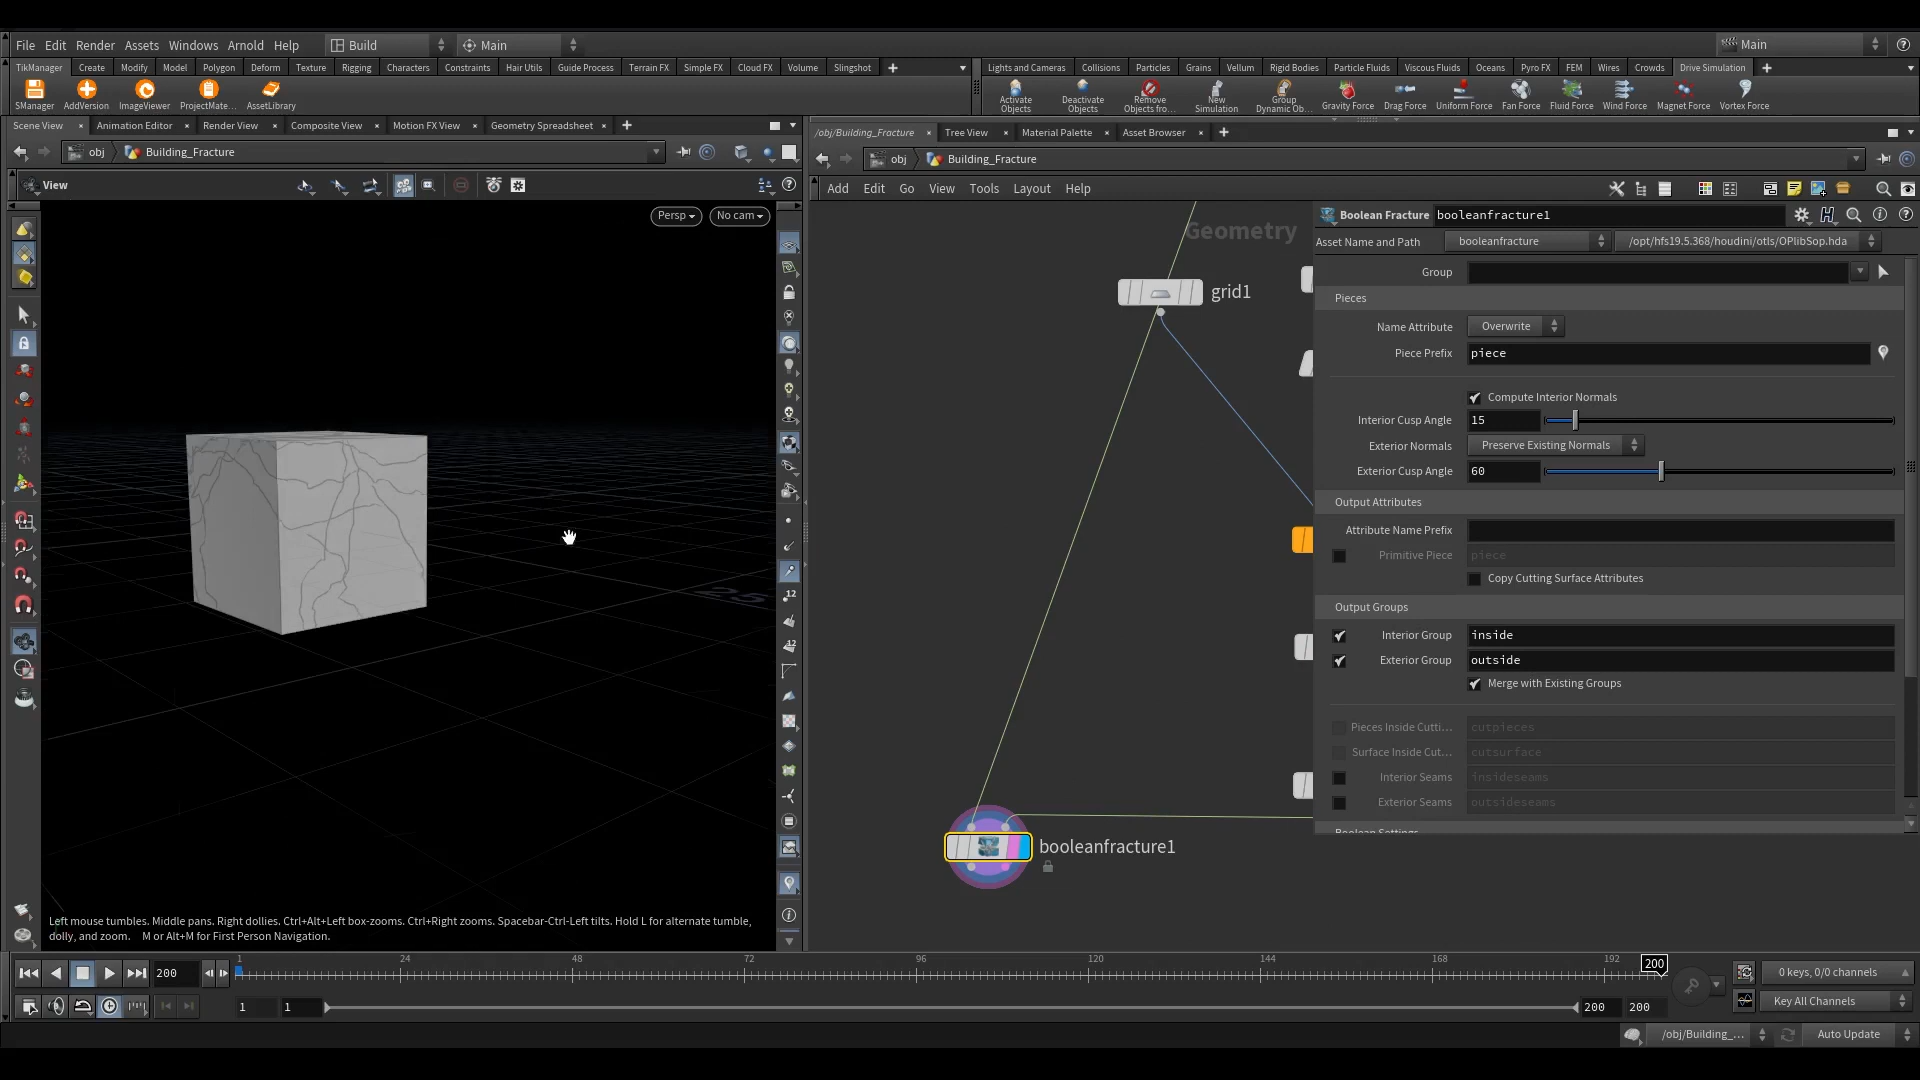 File Edit Render Assets Windows Arnold Help Build Main Main
TikManager Create Modify Model Polygon Deform Texture Rigging Characters Constraints Hair Utils Guide Process Terrain FX Simple FX Cloud FX Volume Slingshot
Lights and Cameras Collisions Particles Grains Vellum Rigid Bodies Particle Fluids Viscous Fluids Oceans Pyro FX FEM Wires Crowds Drive Simulation
SManager AddVersion ImageViewer ProjectMate... AssetLibrary
Activate Objects Deactivate Objects Remove Objects fro... New Simulation Group Dynamic Ob... Gravity Force Drag Force Uniform Force Fan Force Fluid Force Wind Force Magnet Force Vortex Force
Scene View Animation Editor Render View Composite View Motion FX View Geometry Spreadsheet
/obj/Building_Fracture Tree View Material Palette Asset Browser
obj Building_Fracture
obj Building_Fracture
View
Add Edit Go View Tools Layout Help
Persp No cam
Geometry
grid1
booleanfracture1
Boolean Fracture booleanfracture1
Asset Name and Path booleanfracture /opt/hfs19.5.368/houdini/otls/OPlibSop.hda
Group
Pieces
Name Attribute Overwrite
Piece Prefix piece
Compute Interior Normals
Interior Cusp Angle 15
Exterior Normals Preserve Existing Normals
Exterior Cusp Angle 60
Output Attributes
Attribute Name Prefix
Primitive Piece piece
Copy Cutting Surface Attributes
Output Groups
Interior Group inside
Exterior Group outside
Merge with Existing Groups
Pieces Inside Cutti... cutpieces
Surface Inside Cut... cutsurface
Interior Seams insideseams
Exterior Seams outsideseams
Boolean Settings
25
12
12
Left mouse tumbles. Middle pans. Right dollies. Ctrl+Alt+Left box-zooms. Ctrl+Right zooms. Spacebar-Ctrl-Left tilts. Hold L for alternate tumble,
dolly, and zoom. M or Alt+M for First Person Navigation.
200 1 24 48 72 96 120 144 168 192 200
0 keys, 0/0 channels
1 1 200 200
Key All Channels
/obj/Building_... Auto Update